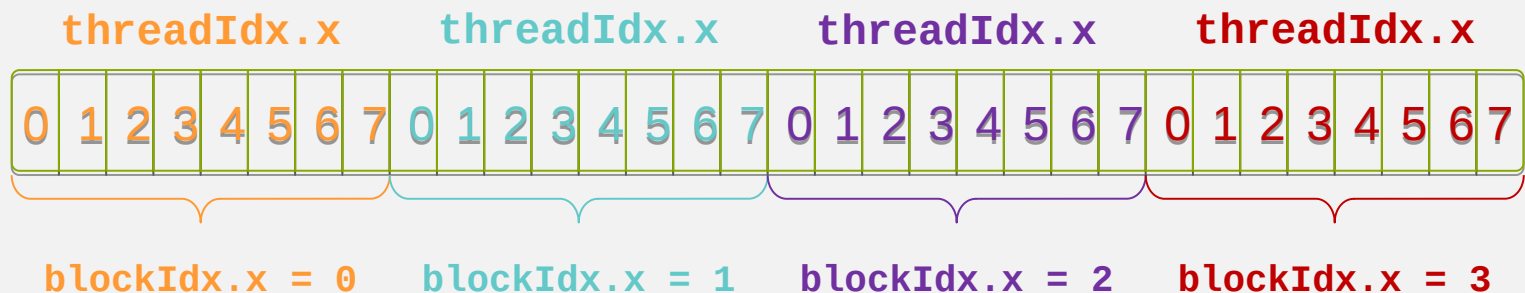 threadIdx.x threadIdx.x threadIdx.x threadIdx.x
0 1 2 3 4 5 6 7 0 1 2 3 4 5 6 7 0 1 2 3 4 5 6 7 0 1 2 3 4 5 6 7
blockIdx.x = 0 blockIdx.x = 1 blockIdx.x = 2 blockIdx.x = 3